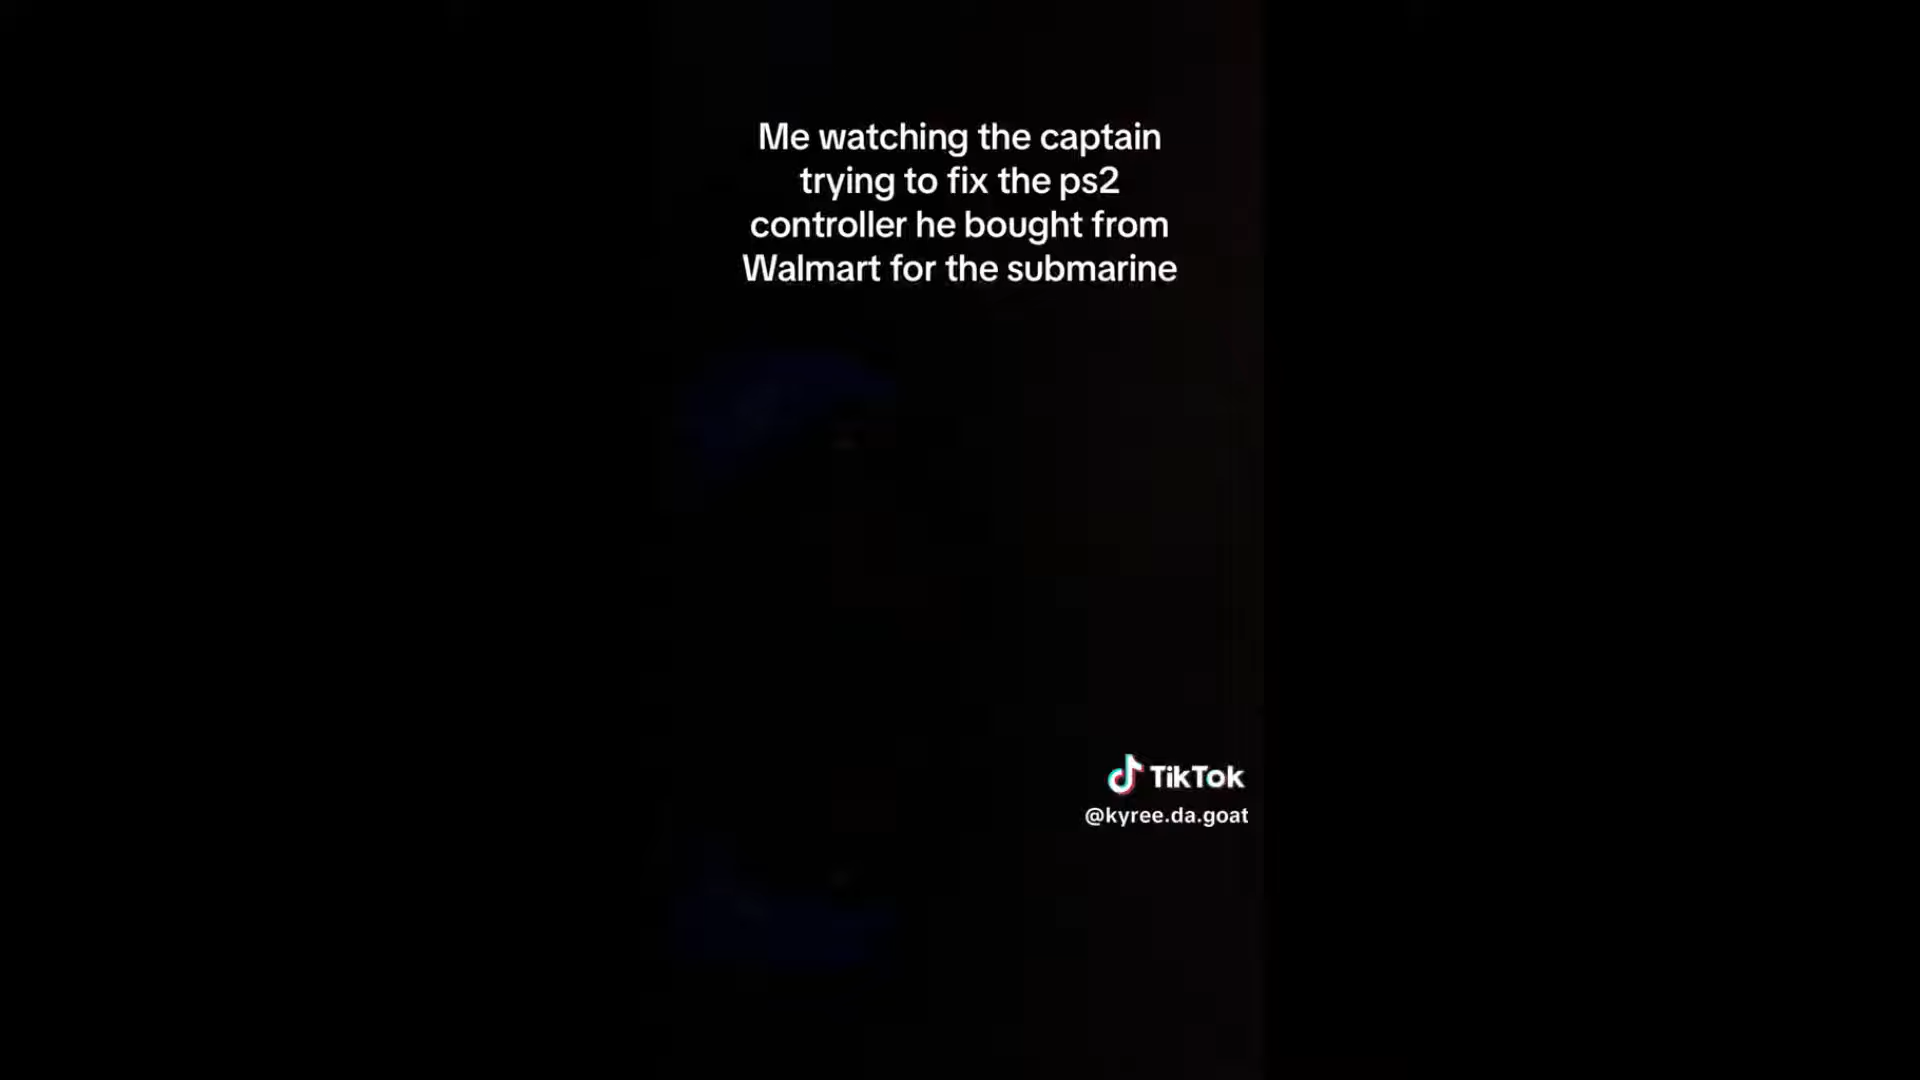 Me watching the captain
trying to fix the ps2
controller he bought from
Walmart for the submarine
TikTok
@kyree.da.goat